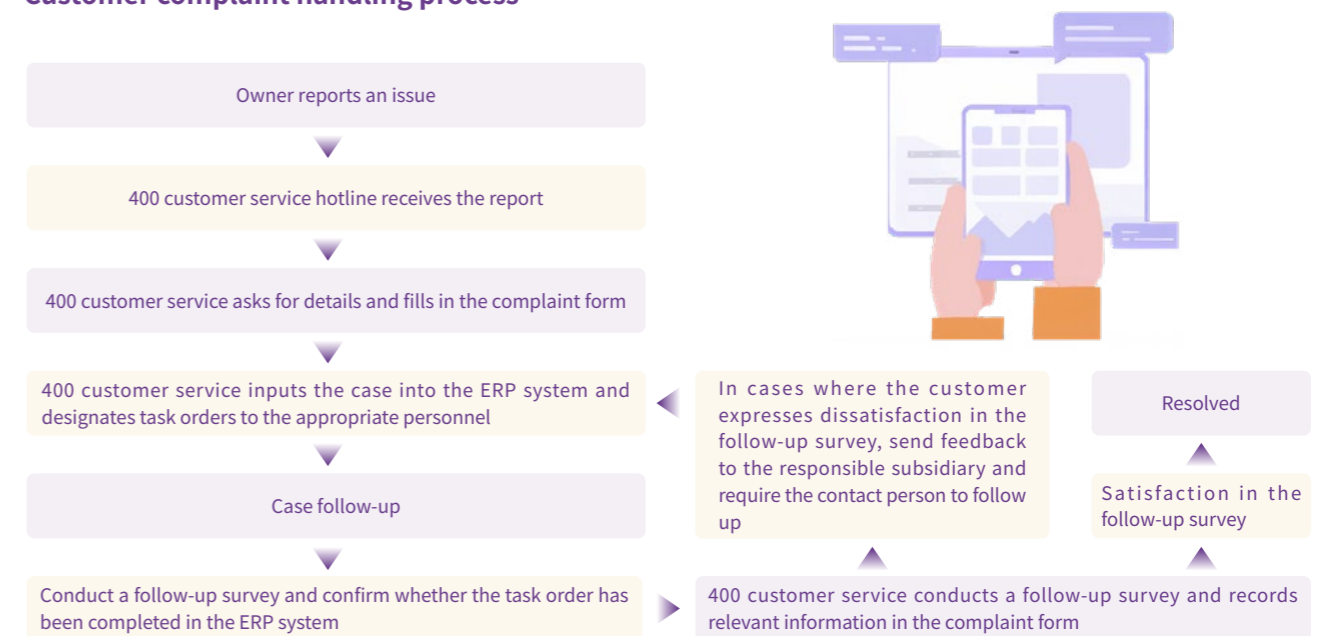 Customer complaint handling process
Owner reports an issue
400 customer service hotline receives the report
400 customer service asks for details and fills in the complaint form
400 customer service inputs the case into the ERP system and
designates task orders to the appropriate personnel
Case follow-up
Conduct a follow-up survey and confirm whether the task order has
been completed in the ERP system
400 customer service conducts a follow-up survey and records
relevant information in the complaint form
In cases where the customer
expresses dissatisfaction in the
follow-up survey, send feedback
to the responsible subsidiary and
require the contact person to follow
up
Satisfaction in the
follow-up survey
Resolved